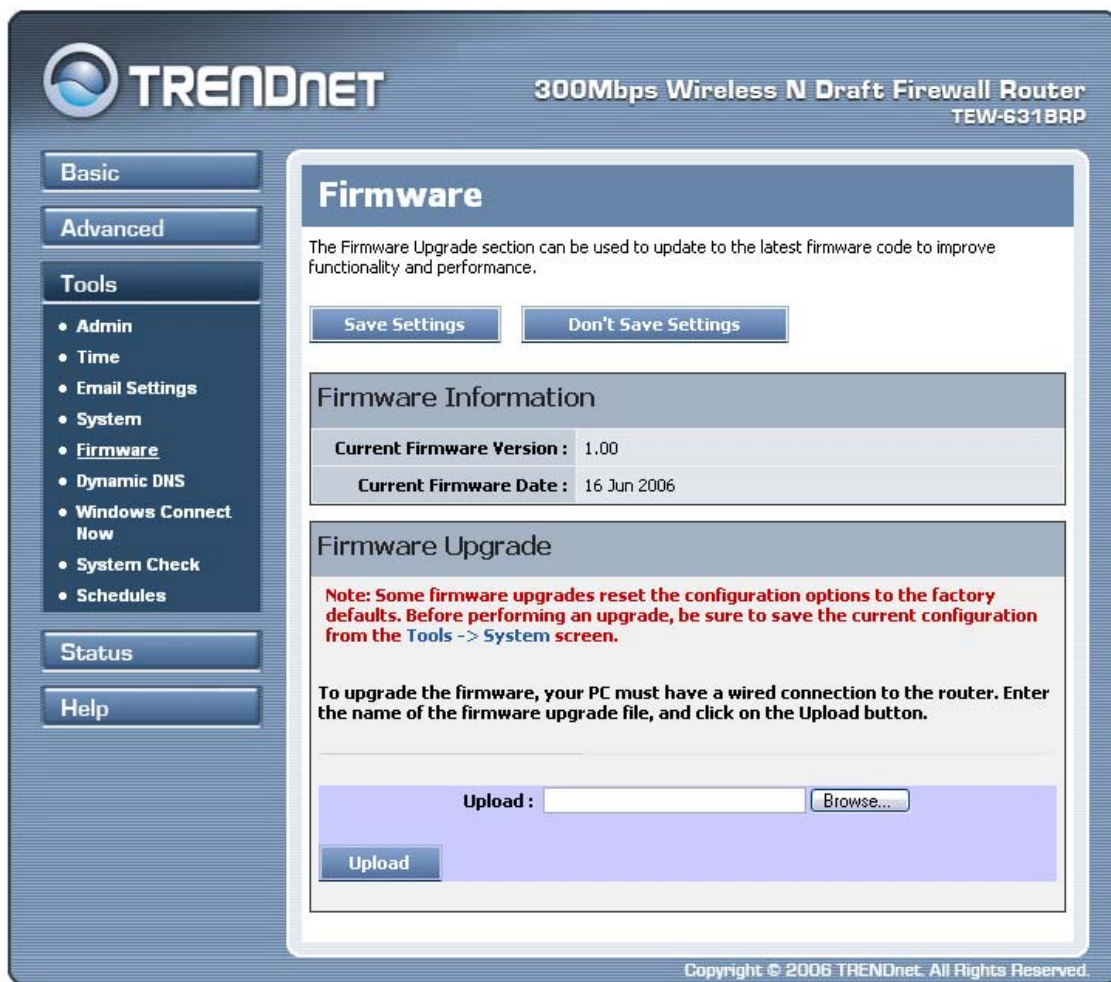 TRENDNET
300Mbps Wireless N Draft Firewall Router
TEW-631BRP
Basic
Advanced
Tools
• Admin
• Time
• Email Settings
• System
• Firmware
• Dynamic DNS
• Windows Connect
Now
• System Check
• Schedules
Status
Help
Firmware
The Firmware Upgrade section can be used to update to the latest firmware code to improve
functionality and performance.
Save Settings
Don't Save Settings
Firmware Information
Current Firmware Version : 1.00
Current Firmware Date : 16 Jun 2006
Firmware Upgrade
Note: Some firmware upgrades reset the configuration options to the factory
defaults. Before performing an upgrade, be sure to save the current configuration
from the Tools -> System screen.
To upgrade the firmware, your PC must have a wired connection to the router. Enter
the name of the firmware upgrade file, and click on the Upload button.
Upload : Browse...
Upload
Copyright © 2006 TRENDnet. All Rights Reserved.